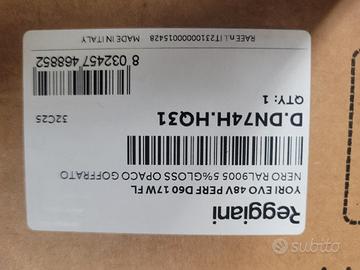 Reggiani
YORI EVO 48V PERF D60 17W FL
NERO RAL9005 5%GLOSS OPACO GOFFRATO
D.DN74H.HQ31
QTY: 1
32C25
8 032457 468852
RAEE n.I.IT23100000015428
MADE IN ITALY
subito